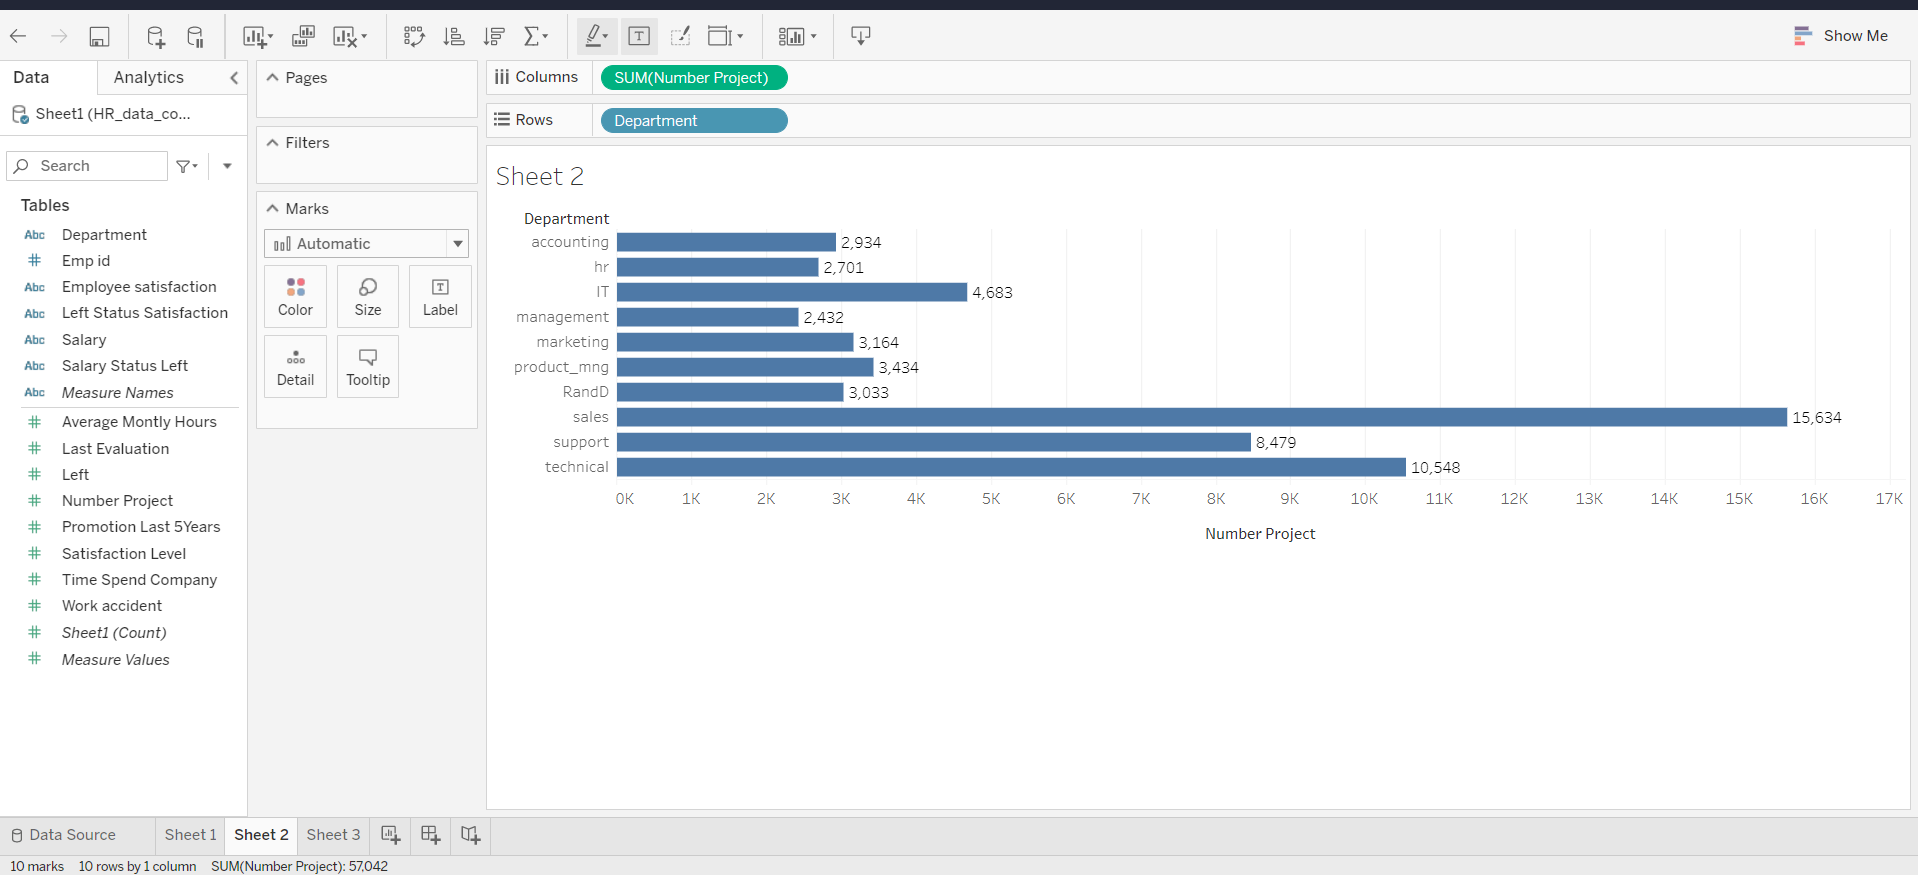 Show Me
Data
Analytics
Sheet1 (HR_data_co...
Search
Tables
Abc Department
Emp id
Abc Employee satisfaction
Abc Left Status Satisfaction
Abc Salary
Abc Salary Status Left
Abc Measure Names
Average Montly Hours
Last Evaluation
Left
Number Project
Promotion Last 5Years
Satisfaction Level
Time Spend Company
Work accident
Sheet1 (Count)
Measure Values
Pages
Filters
Marks
Automatic
Color Size Label
Detail Tooltip
Columns SUM(Number Project)
Rows Department
Sheet 2
Department
accounting 2,934
hr 2,701
IT 4,683
management 2,432
marketing 3,164
product_mng 3,434
RandD 3,033
sales 15,634
support 8,479
technical 10,548
0K 1K 2K 3K 4K 5K 6K 7K 8K 9K 10K 11K 12K 13K 14K 15K 16K 17K
Number Project
Data Source Sheet 1 Sheet 2 Sheet 3
10 marks 10 rows by 1 column SUM(Number Project): 57,042